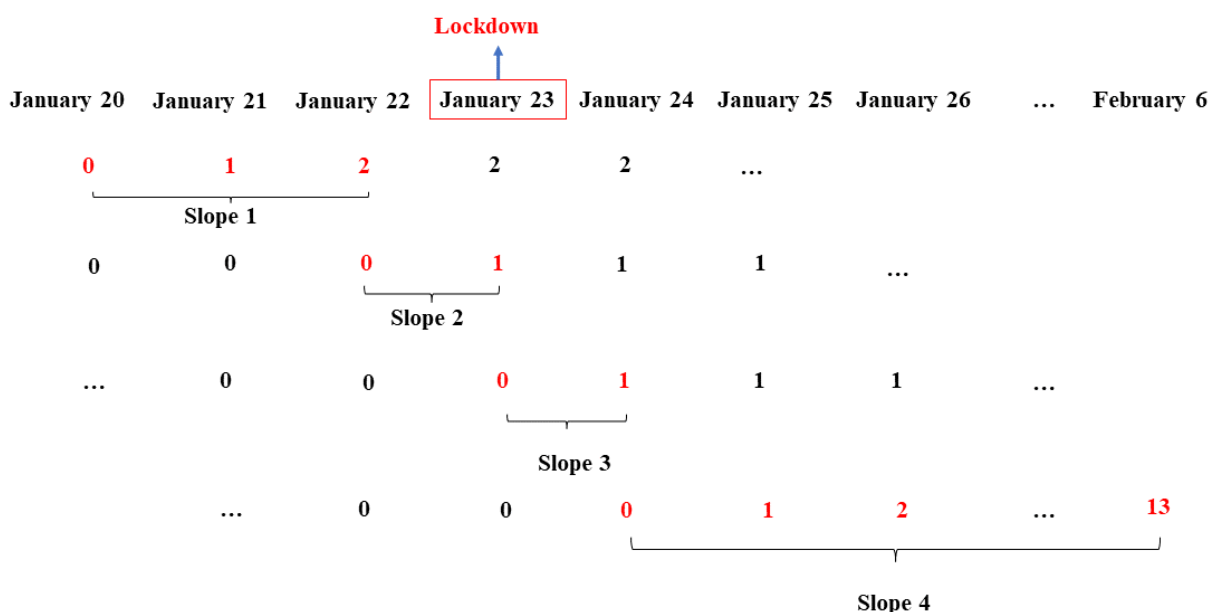 Lockdown
January 20 January 21 January 22 January 23 January 24 January 25 January 26 ... February 6
0 1 2 2 2 ...
Slope 1
0 0 0 1 1 1 ...
Slope 2
... 0 0 0 1 1 1 ...
Slope 3
... 0 0 0 1 2 ... 13
Slope 4